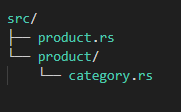 src/
├── product.rs
└── product/
    └── category.rs